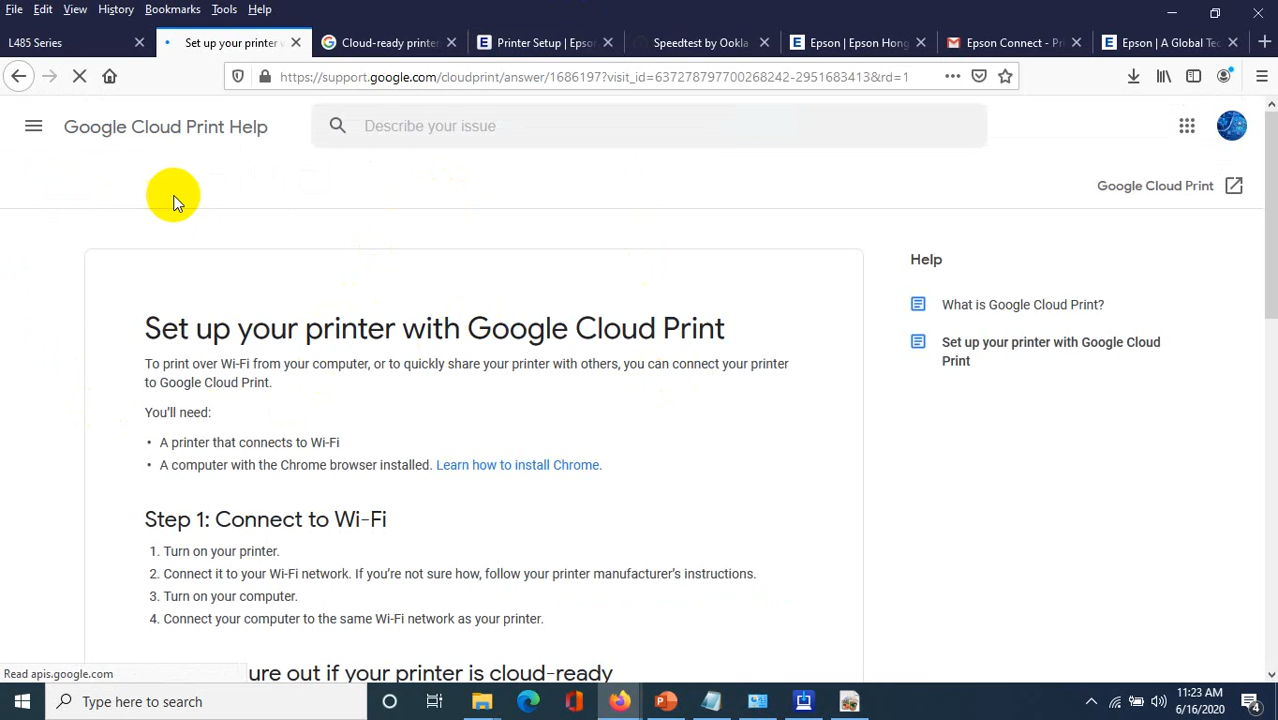 File Edit View History Bookmarks Tools Help
L485 Series
Set up your printer w
Cloud-ready printer
Printer Setup | Epson
Speedtest by Ookla
Epson | Epson Hong
Epson Connect - Pr
Epson | A Global Te
https://support.google.com/cloudprint/answer/1686197?visit_id=637278797700268242-2951683413&rd=1
Google Cloud Print Help
Describe your issue
Google Cloud Print
Set up your printer with Google Cloud Print
To print over Wi-Fi from your computer, or to quickly share your printer with others, you can connect your printer
to Google Cloud Print.
You'll need:
• A printer that connects to Wi-Fi
• A computer with the Chrome browser installed. Learn how to install Chrome.
Step 1: Connect to Wi-Fi
1. Turn on your printer.
2. Connect it to your Wi-Fi network. If you're not sure how, follow your printer manufacturer's instructions.
3. Turn on your computer.
4. Connect your computer to the same Wi-Fi network as your printer.
ure out if your printer is cloud-ready
Help
What is Google Cloud Print?
Set up your printer with Google Cloud
Print
Read apis.google.com
Type here to search
11:23 AM
6/16/2020
4